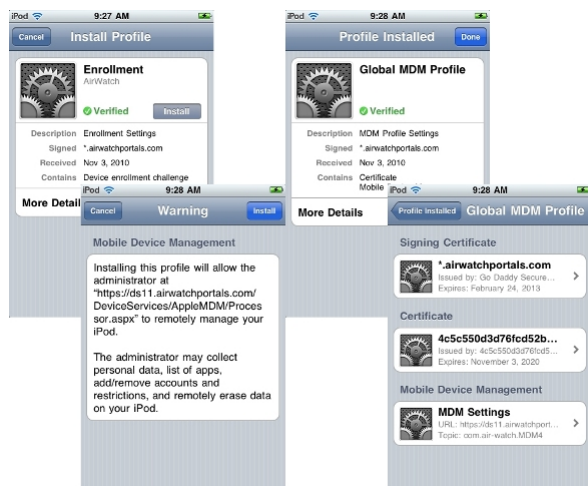 iPod 9:27 AM
Cancel Install Profile
Enrollment
AirWatch
Verified Install
Description Enrollment Settings
Signed *.airwatchportals.com
Received Nov 3, 2010
Contains Device enrollment challenge
More Detail
iPod 9:28 AM
Profile Installed Done
Global MDM Profile
Verified
Description MDM Profile Settings
Signed *.airwatchportals.com
Received Nov 3, 2010
Contains Certificate
Mobile
More Details
iPod 9:28 AM
Cancel Warning Install
Mobile Device Management
Installing this profile will allow the
administrator at
"https://ds11.airwatchportals.com/
DeviceServices/AppleMDM/Proces
sor.aspx" to remotely manage your
iPod.
The administrator may collect
personal data, list of apps,
add/remove accounts and
restrictions, and remotely erase data
on your iPod.
iPod 9:28 AM
Profile Installed Global MDM Profile
Signing Certificate
*.airwatchportals.com
Issued by: Go Daddy Secure...
Expires: February 24, 2013
Certificate
4c5c550d3d76fcd52b...
Issued by: 4c5c550d3d76fcd5...
Expires: November 3, 2020
Mobile Device Management
MDM Settings
URL: https://ds11.airwatchport...
Topic: com.air-watch.MDM4